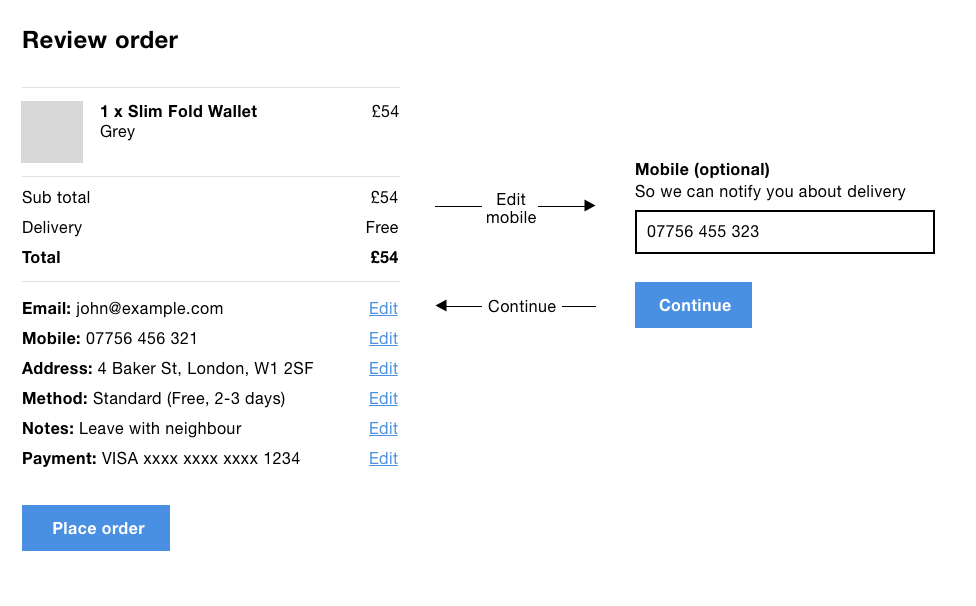 Review order
1 x Slim Fold Wallet £54
Grey
Sub total £54
Delivery Free
Total £54
Email: john@example.com Edit
Mobile: 07756 456 321 Edit
Address: 4 Baker St, London, W1 2SF Edit
Method: Standard (Free, 2-3 days) Edit
Notes: Leave with neighbour Edit
Payment: VISA xxxx xxxx xxxx 1234 Edit
Place order
Edit
mobile
Continue
Mobile (optional)
So we can notify you about delivery
07756 455 323
Continue